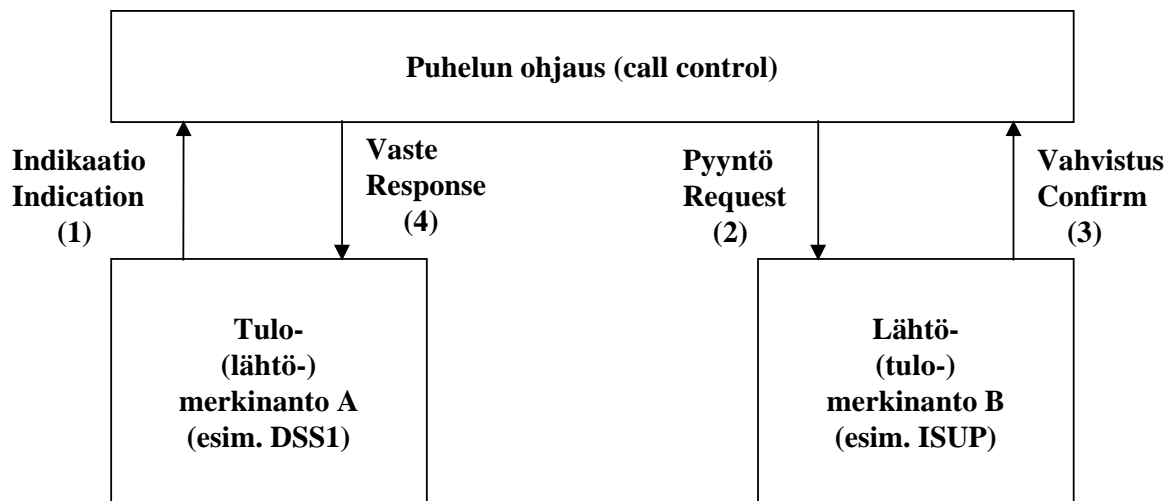 Puhelun ohjaus (call control)
Indikaatio
Indication
(1)
Vaste
Response
(4)
Pyyntö
Request
(2)
Vahvistus
Confirm
(3)
Tulo-
(lähtö-)
merkinanto A
(esim. DSS1)
Lähtö-
(tulo-)
merkinanto B
(esim. ISUP)